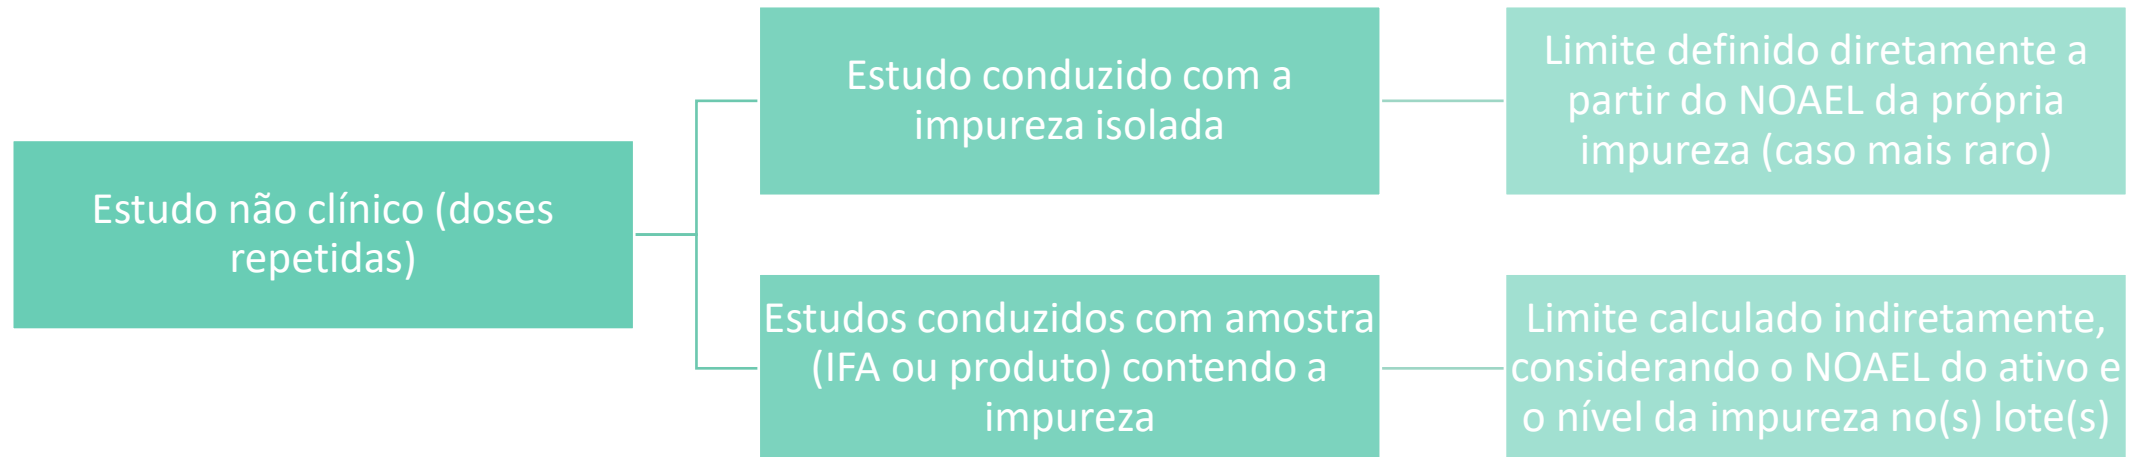 Estudo não clínico (doses
repetidas)
Estudo conduzido com a
impureza isolada
Limite definido diretamente a
partir do NOAEL da própria
impureza (caso mais raro)
Estudos conduzidos com amostra
(IFA ou produto) contendo a
impureza
Limite calculado indiretamente,
considerando o NOAEL do ativo e
o nível da impureza no(s) lote(s)